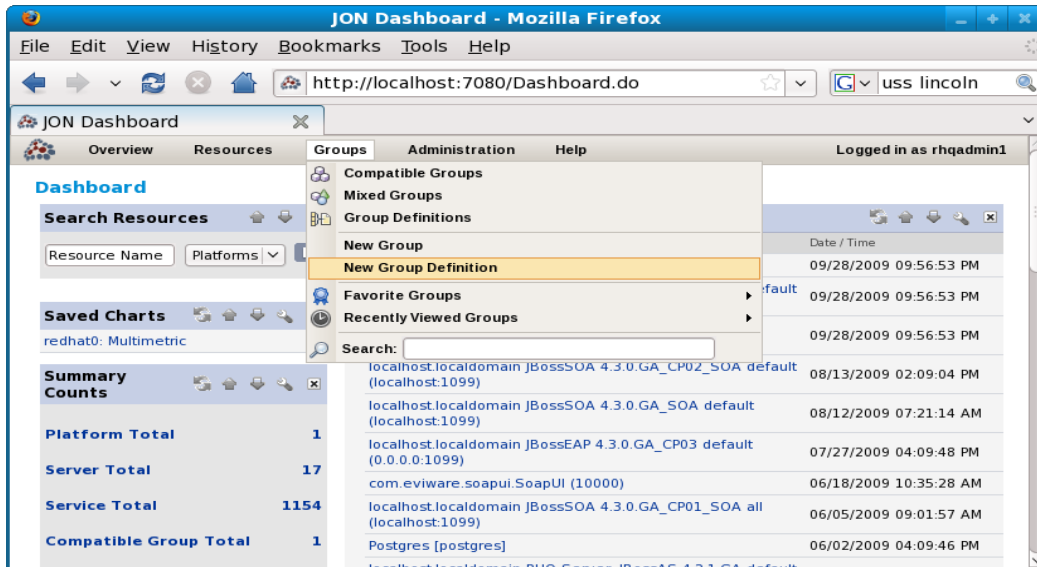 JON Dashboard - Mozilla Firefox
File Edit View History Bookmarks Tools Help
http://localhost:7080/Dashboard.do
G uss lincoln
JON Dashboard
Overview Resources Groups Administration Help Logged in as rhqadmin1
Compatible Groups
Mixed Groups
Group Definitions
New Group
New Group Definition
Favorite Groups
Recently Viewed Groups
Search:
Dashboard
Search Resources
Resource Name Platforms
Saved Charts
redhat0: Multimetric
Summary Counts
Platform Total 1
Server Total 17
Service Total 1154
Compatible Group Total 1
Date / Time
09/28/2009 09:56:53 PM
09/28/2009 09:56:53 PM
09/28/2009 09:56:53 PM
localhost.localdomain JBossSOA 4.3.0.GA_CP02_SOA default
(localhost:1099)
08/13/2009 02:09:04 PM
localhost.localdomain JBossSOA 4.3.0.GA_SOA default
(localhost:1099)
08/12/2009 07:21:14 AM
localhost.localdomain JBossEAP 4.3.0.GA_CP03 default
(0.0.0.0:1099)
07/27/2009 04:09:48 PM
com.eviware.soapui.SoapUI (10000)
06/18/2009 10:35:28 AM
localhost.localdomain JBossSOA 4.3.0.GA_CP01_SOA all
(localhost:1099)
06/05/2009 09:01:57 AM
Postgres [postgres]
06/02/2009 04:09:46 PM